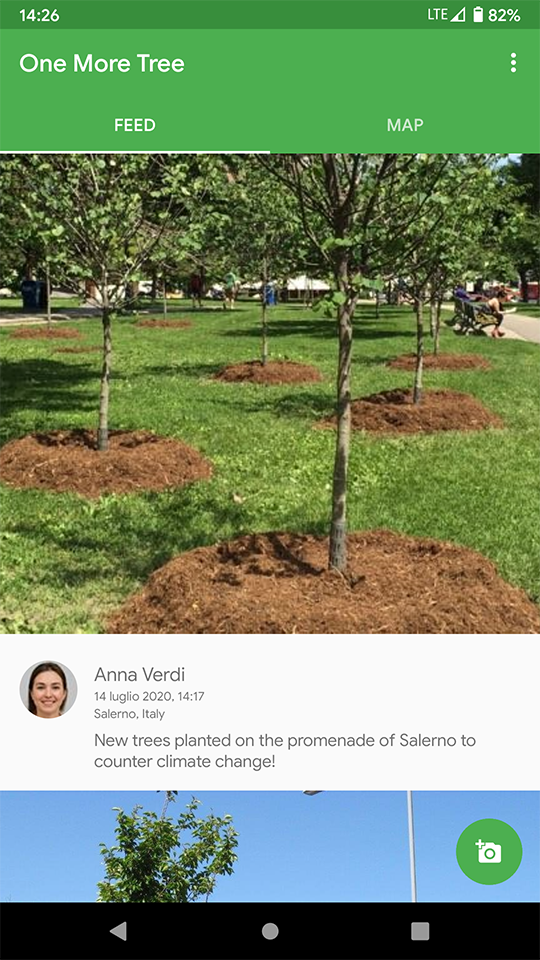 14:26
LTE 82%
One More Tree
FEED
MAP
Anna Verdi
14 luglio 2020, 14:17
Salerno, Italy
New trees planted on the promenade of Salerno to
counter climate change!